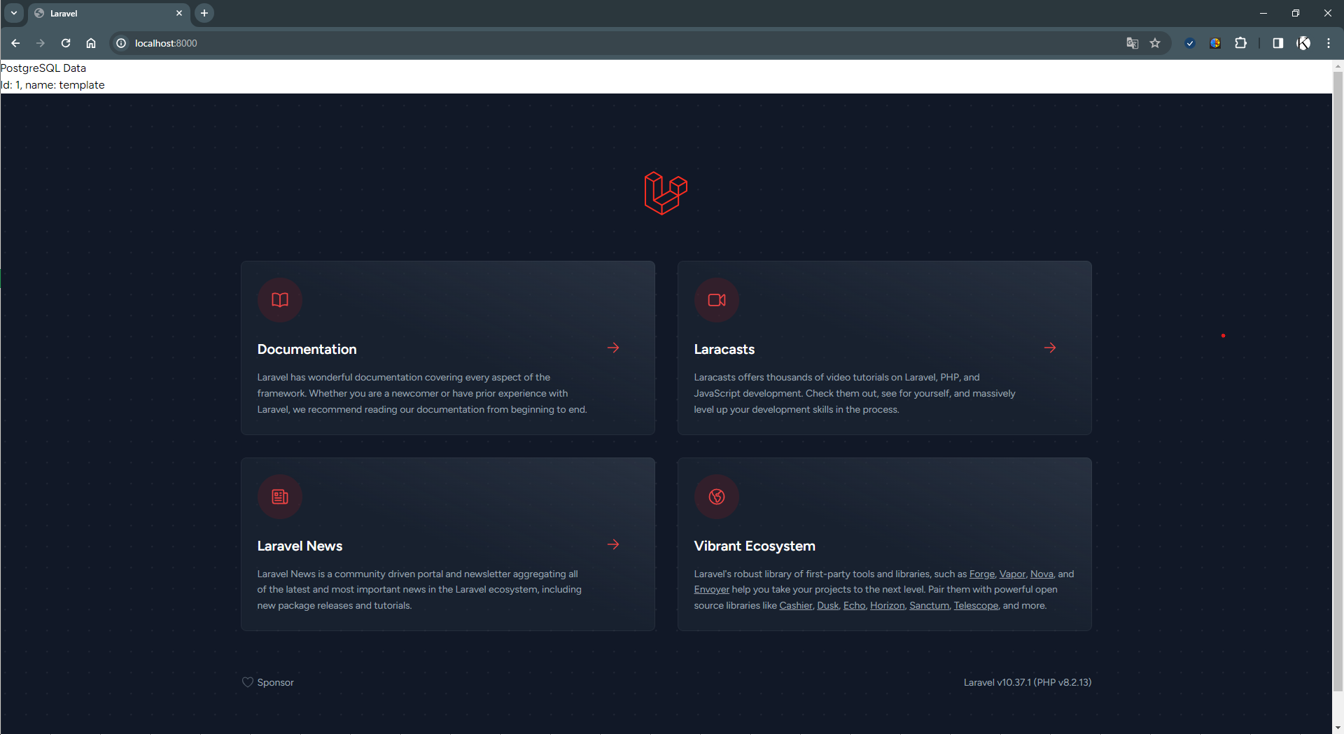 Laravel
localhost:8000
PostgreSQL Data
Id: 1, name: template
Documentation
Laravel has wonderful documentation covering every aspect of the
framework. Whether you are a newcomer or have prior experience with
Laravel, we recommend reading our documentation from beginning to end.
Laracasts
Laracasts offers thousands of video tutorials on Laravel, PHP, and
JavaScript development. Check them out, see for yourself, and massively
level up your development skills in the process.
Laravel News
Laravel News is a community driven portal and newsletter aggregating all
of the latest and most important news in the Laravel ecosystem, including
new package releases and tutorials.
Vibrant Ecosystem
Laravel's robust library of first-party tools and libraries, such as Forge, Vapor, Nova, and
Envoyer help you take your projects to the next level. Pair them with powerful open
source libraries like Cashier, Dusk, Echo, Horizon, Sanctum, Telescope, and more.
Sponsor
Laravel v10.37.1 (PHP v8.2.13)